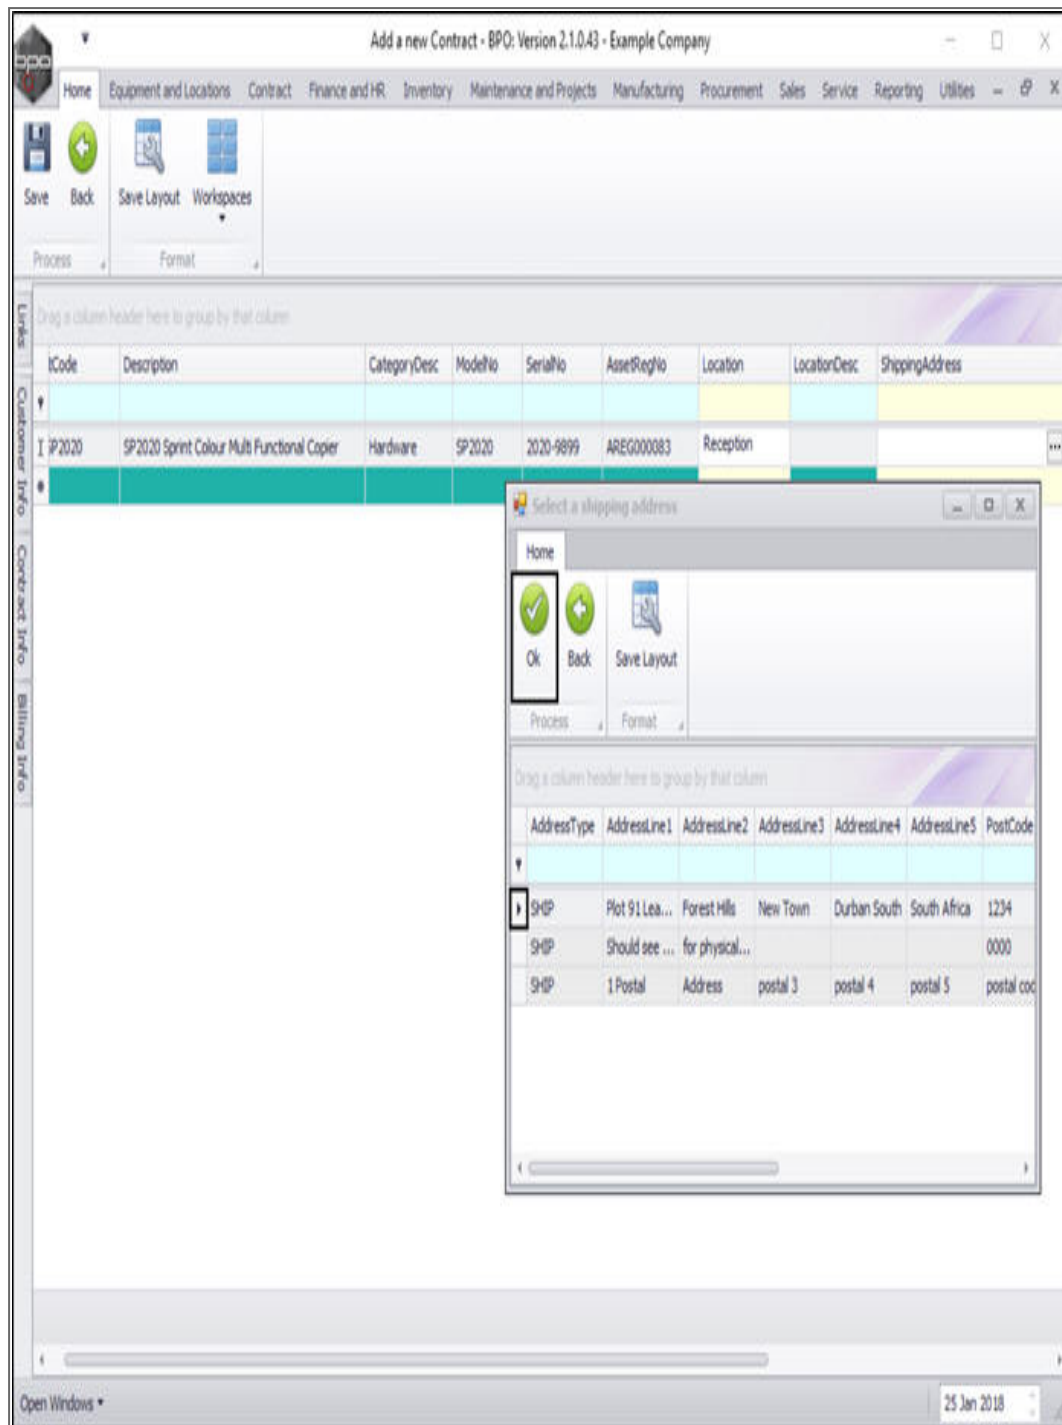 Add a new Contract - BPO: Version 2.1.0.43 - Example Company
bpo
Home Equipment and Locations Contract Finance and HR Inventory Maintenance and Projects Manufacturing Procurement Sales Service Reporting Utilities
Save Back Save Layout Workspaces
Process Format
Links
Customer Info
Contract Info
Billing Info
Drag a column header here to group by that column
tCode Description CategoryDesc ModelNo SerialNo AssetRegNo Location LocationDesc ShippingAddress
SP2020 SP2020 Sprint Colour Multi Functional Copier Hardware SP2020 2020-9899 AREG000083 Reception ...
Select a shipping address
Home
Ok Back Save Layout
Process Format
Drag a column header here to group by that column
AddressType AddressLine1 AddressLine2 AddressLine3 AddressLine4 AddressLine5 PostCode
SHIP Plot 91 Lea... Forest Hills New Town Durban South South Africa 1234
SHIP Should see ... for physical... 0000
SHIP 1 Postal Address postal 3 postal 4 postal 5 postal cod
Open Windows
25 Jan 2018